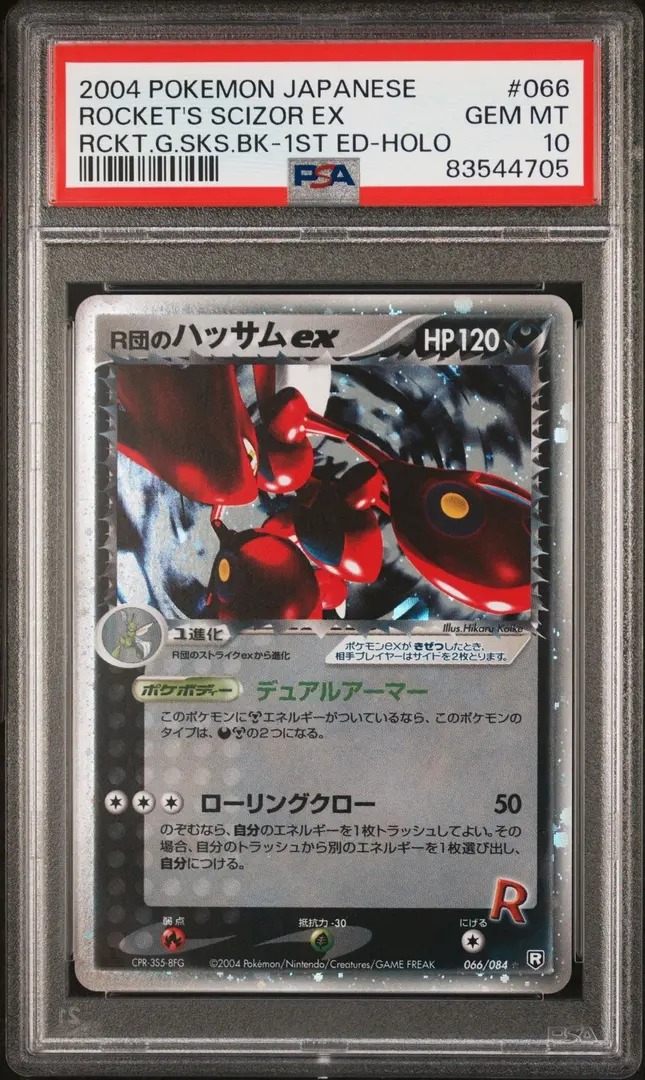 2004 POKEMON JAPANESE #066
ROCKET'S SCIZOR EX GEM MT
RCKT.G.SKS.BK-1ST ED-HOLO 10
PSA 83544705
R団のハッサムex HP120
Illus.Hikaru Koike
1進化
R団のストライクexから進化
ポケモンexが きぜつしたとき、
相手プレイヤーはサイドを2枚とります。
ポケボディー デュアルアーマー
このポケモンにエネルギーがついているなら、このポケモンの
タイプは、の2つになる。
ローリングクロー 50
のぞむなら、自分のエネルギーを1枚トラッシュしてよい。その
場合、自分のトラッシュから別のエネルギーを1枚選び出し、
自分につける。
R
弱点 抵抗力 -30 にげる
CPR-3S5-8FG ©2004 Pokémon/Nintendo/Creatures/GAME FREAK 066/084 ☆ R
21 PSA